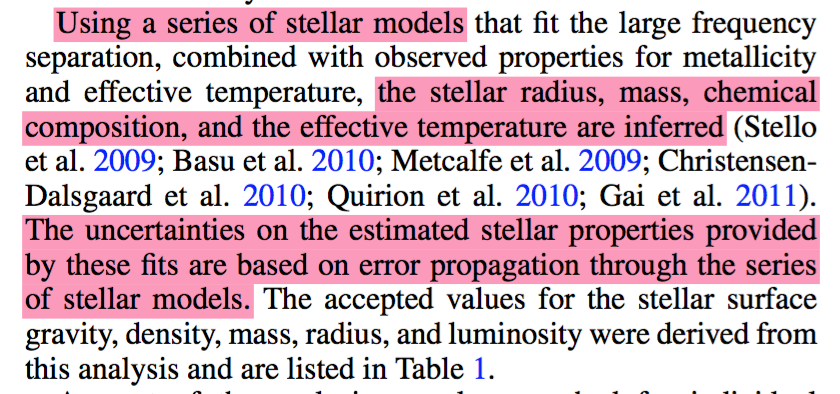 Using a series of stellar models that fit the large frequency
separation, combined with observed properties for metallicity
and effective temperature, the stellar radius, mass, chemical
composition, and the effective temperature are inferred (Stello
et al. 2009; Basu et al. 2010; Metcalfe et al. 2009; Christensen-
Dalsgaard et al. 2010; Quirion et al. 2010; Gai et al. 2011).
The uncertainties on the estimated stellar properties provided
by these fits are based on error propagation through the series
of stellar models. The accepted values for the stellar surface
gravity, density, mass, radius, and luminosity were derived from
this analysis and are listed in Table 1.